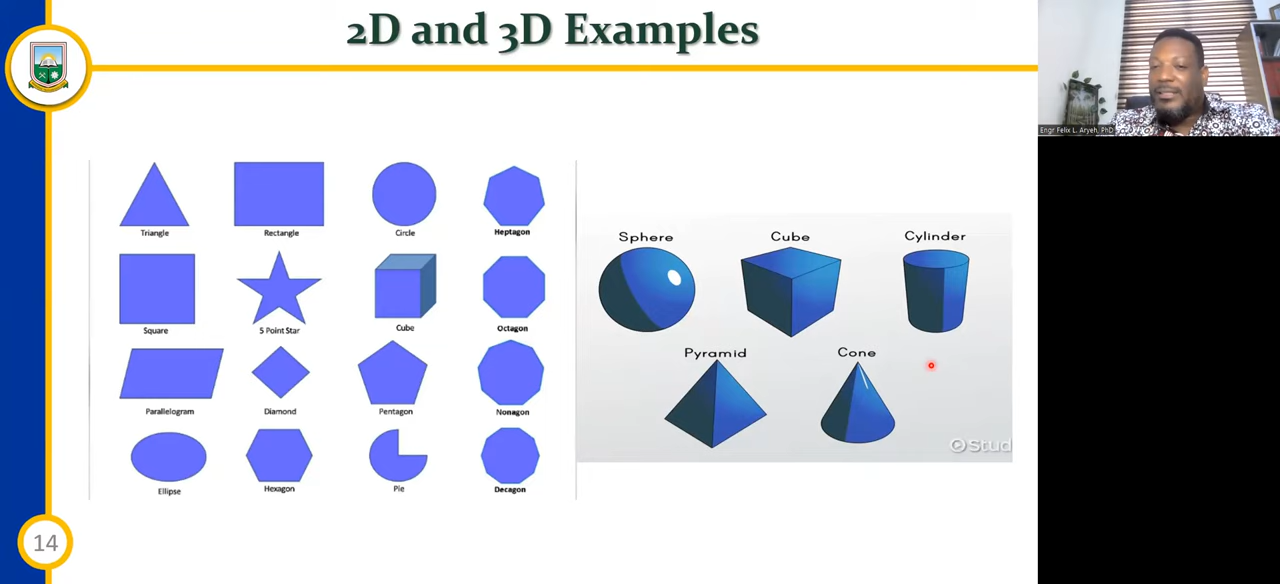 2D and 3D Examples
Engr Felix L. Aryeh, PhD
Triangle
Rectangle
Circle
Heptagon
Square
5 Point Star
Cube
Octagon
Parallelogram
Diamond
Pentagon
Nonagon
Ellipse
Hexagon
Pie
Decagon
Sphere
Cube
Cylinder
Pyramid
Cone
Stud
14